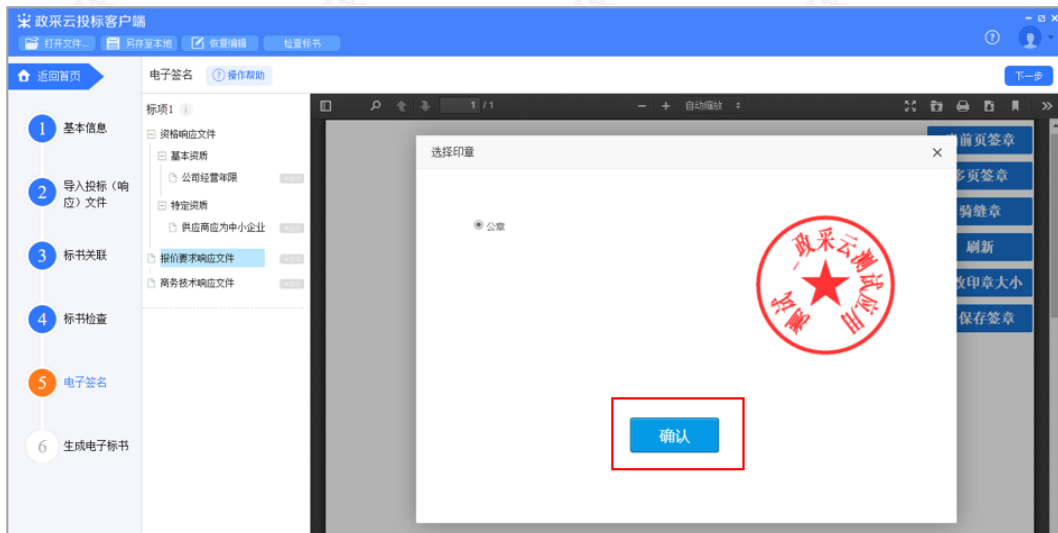 政采云投标客户端
打开文件... 另存至本地 恢复编辑 检查标书
返回首页
电子签名 操作帮助 下一步
1 基本信息
2 导入投标（响应）文件
3 标书关联
4 标书检查
5 电子签名
6 生成电子标书
标项1
资格响应文件
基本资质
公司经营年限
特定资质
供应商应为中小企业
报价要求响应文件
商务技术响应文件
1 / 1
自动缩放
选择印章
公章
政采云测试应用
测试
确认
前页签章
多页签章
骑缝章
刷新
改印章大小
保存签章